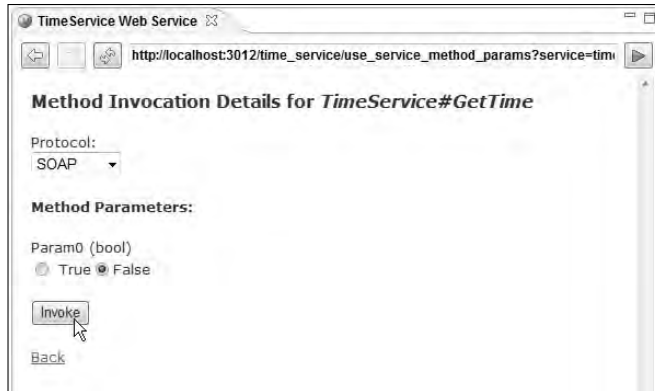 TimeService Web Service
http://localhost:3012/time_service/use_service_method_params?service=tim
Method Invocation Details for TimeService#GetTime
Protocol:
SOAP
Method Parameters:
Param0 (bool)
True False
Invoke
Back